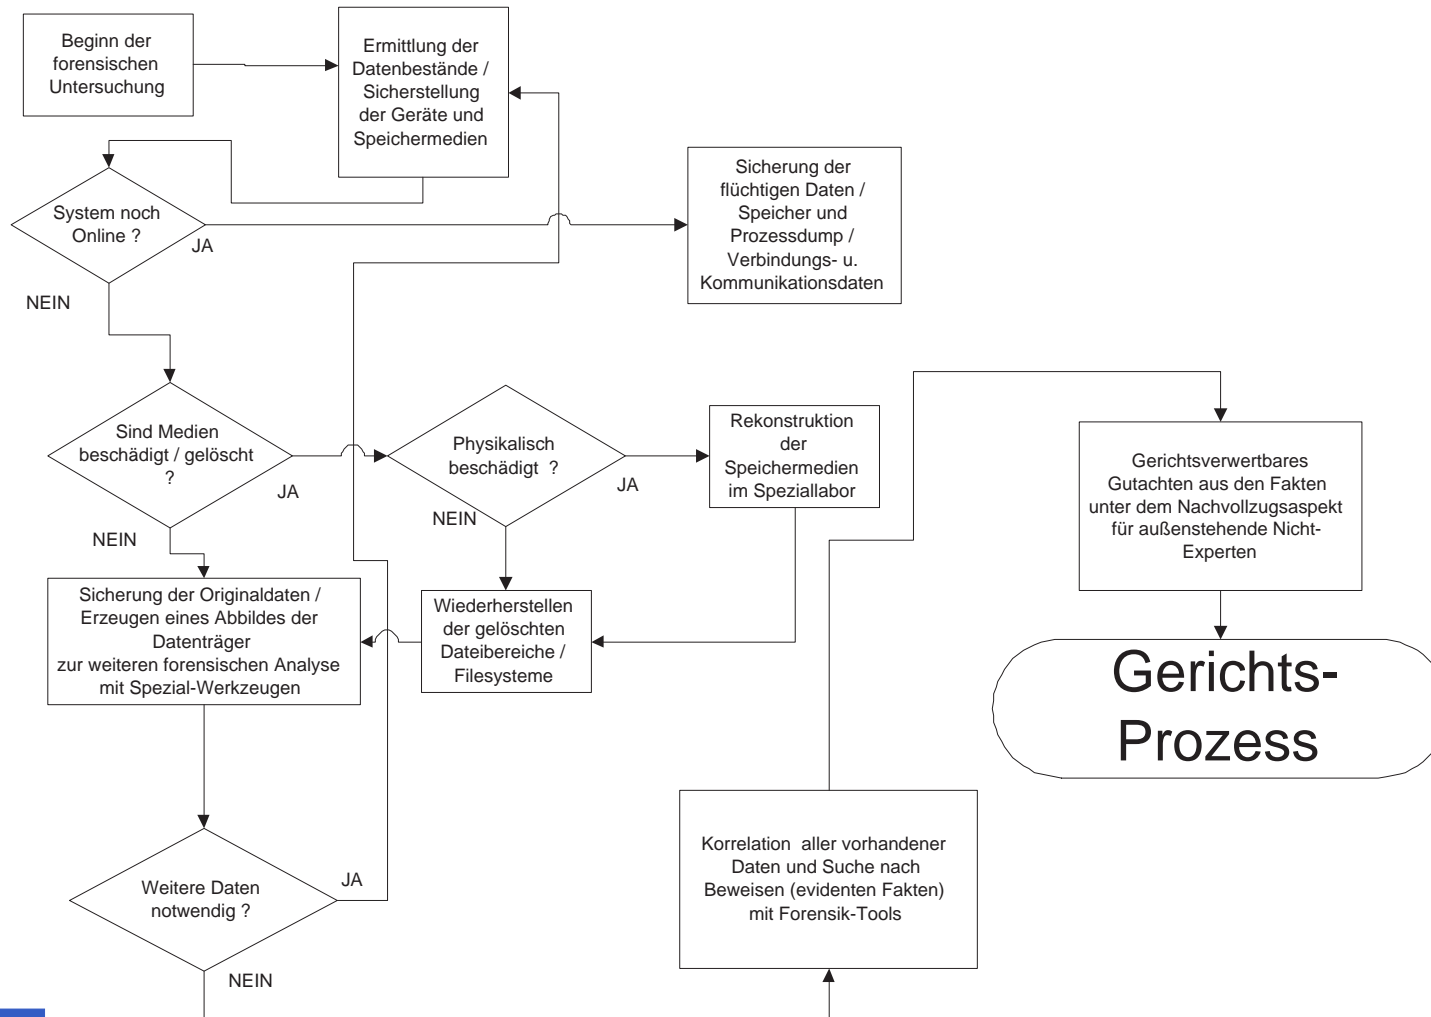 Beginn der
forensischen
Untersuchung
Ermittlung der
Datenbestände /
Sicherstellung
der Geräte und
Speichermedien
System noch
Online ?
JA
NEIN
Sicherung der
flüchtigen Daten /
Speicher und
Prozessdump /
Verbindungs- u.
Kommunikationsdaten
Sind Medien
beschädigt / gelöscht
?
JA
NEIN
Physikalisch
beschädigt ?
JA
NEIN
Rekonstruktion
der
Speichermedien
im Speziallabor
Gerichtsverwertbares
Gutachten aus den Fakten
unter dem Nachvollzugsaspekt
für außenstehende Nicht-
Experten
Sicherung der Originaldaten /
Erzeugen eines Abbildes der
Datenträger
zur weiteren forensischen Analyse
mit Spezial-Werkzeugen
Wiederherstellen
der gelöschten
Dateibereiche /
Filesysteme
Gerichts-
Prozess
Weitere Daten
notwendig ?
JA
NEIN
Korrelation aller vorhandener
Daten und Suche nach
Beweisen (evidenten Fakten)
mit Forensik-Tools